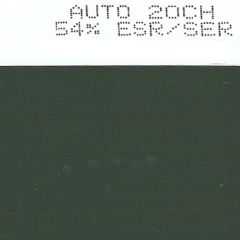 AUTO 20CH
54% ESR/SER